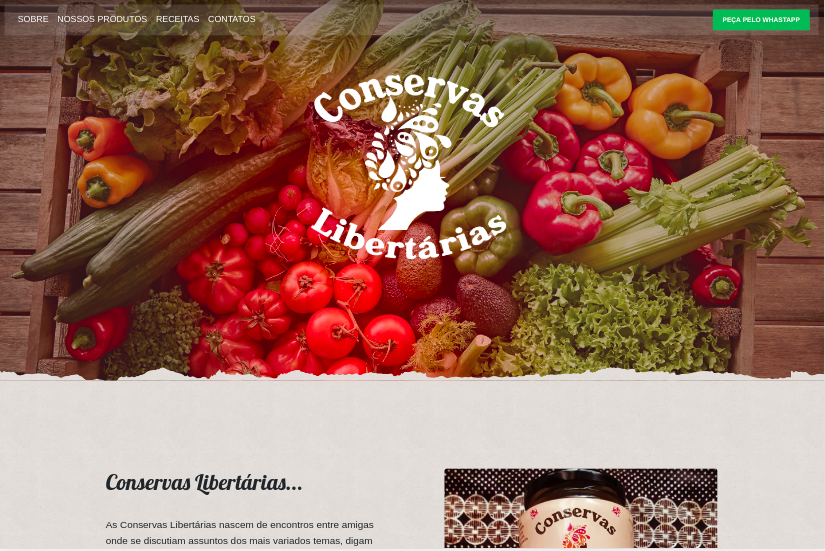 SOBRE NOSSOS PRODUTOS RECEITAS CONTATOS PEÇA PELO WHASTAPP
Conservas
Libertárias
Conservas Libertárias...
As Conservas Libertárias nascem de encontros entre amigas
onde se discutiam assuntos dos mais variados temas, digam
Conservas